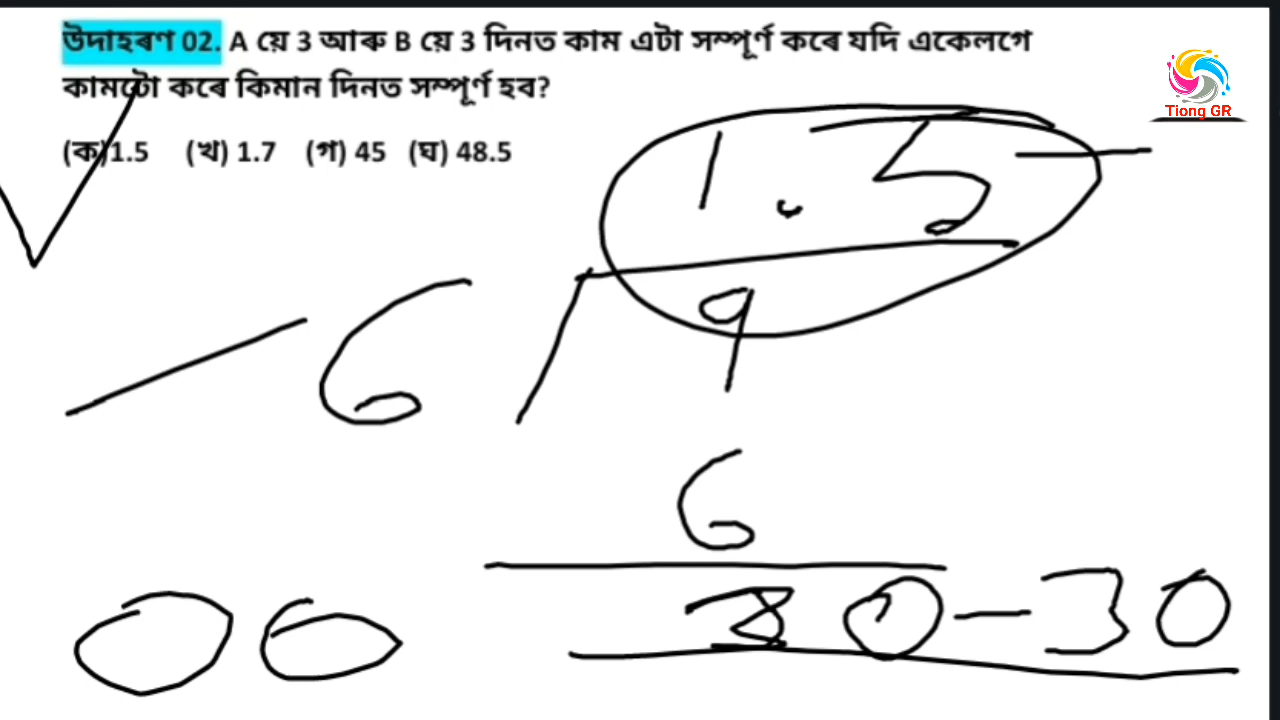 উদাহৰণ 02. A য়ে 3 আৰু B য়ে 3 দিনত কাম এটা সম্পূৰ্ণ কৰে যদি একেলগে
কামটো কৰে কিমান দিনত সম্পূৰ্ণ হব?
(ক)1.5 (খ) 1.7 (গ) 45 (ঘ) 48.5
Tiong GR
1.5
6 9
6
30-30